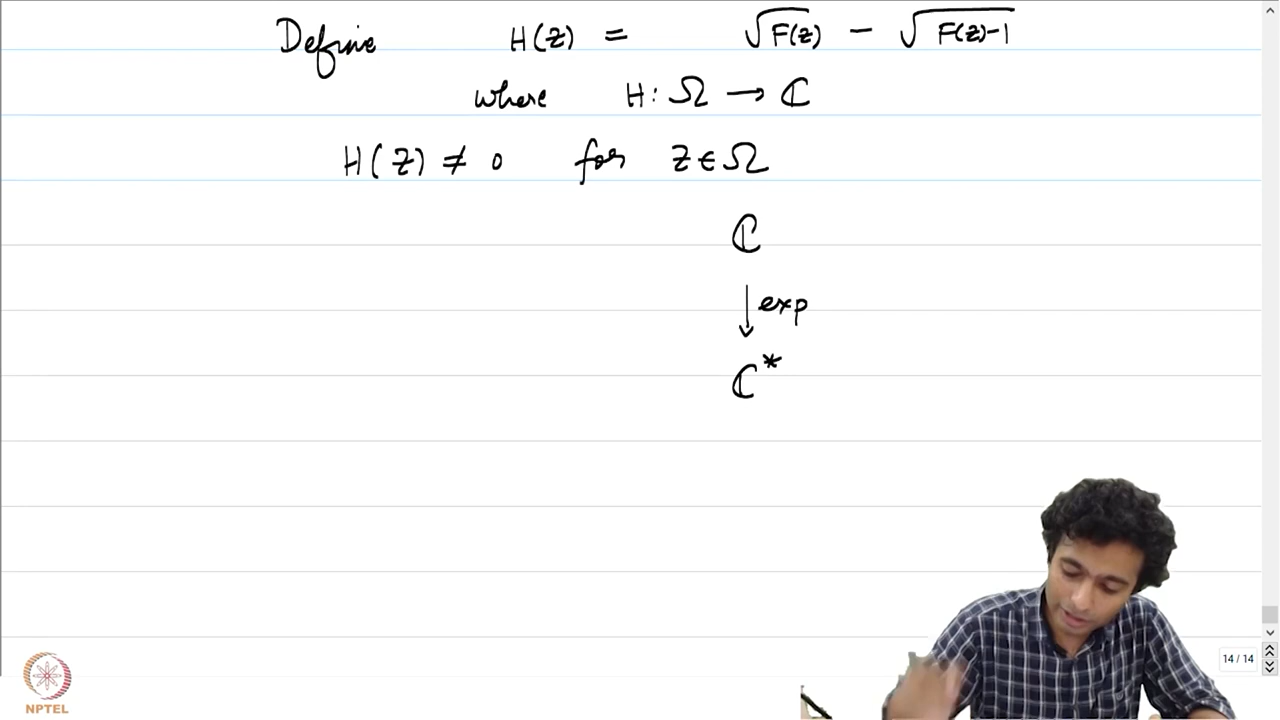 Define H(z) = √F(z) − √F(z)-1
where H: Ω → ℂ
H(z) ≠ 0 for z ∈ Ω
ℂ
↓ exp
ℂ*
14 / 14
NPTEL